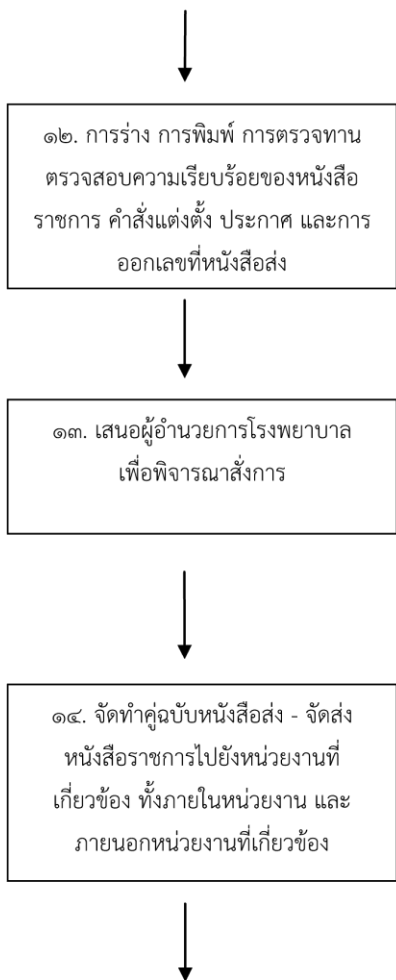 ๑๒. การร่าง การพิมพ์ การตรวจทาน
ตรวจสอบความเรียบร้อยของหนังสือ
ราชการ คำสั่งแต่งตั้ง ประกาศ และการ
ออกเลขที่หนังสือส่ง
๑๓. เสนอผู้อำนวยการโรงพยาบาล
เพื่อพิจารณาสั่งการ
๑๔. จัดทำคู่ฉบับหนังสือส่ง - จัดส่ง
หนังสือราชการไปยังหน่วยงานที่
เกี่ยวข้อง ทั้งภายในหน่วยงาน และ
ภายนอกหน่วยงานที่เกี่ยวข้อง